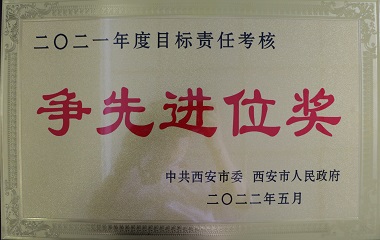 二〇二一年度目标责任考核
争先进位奖
中共西安市委 西安市人民政府
二〇二二年五月